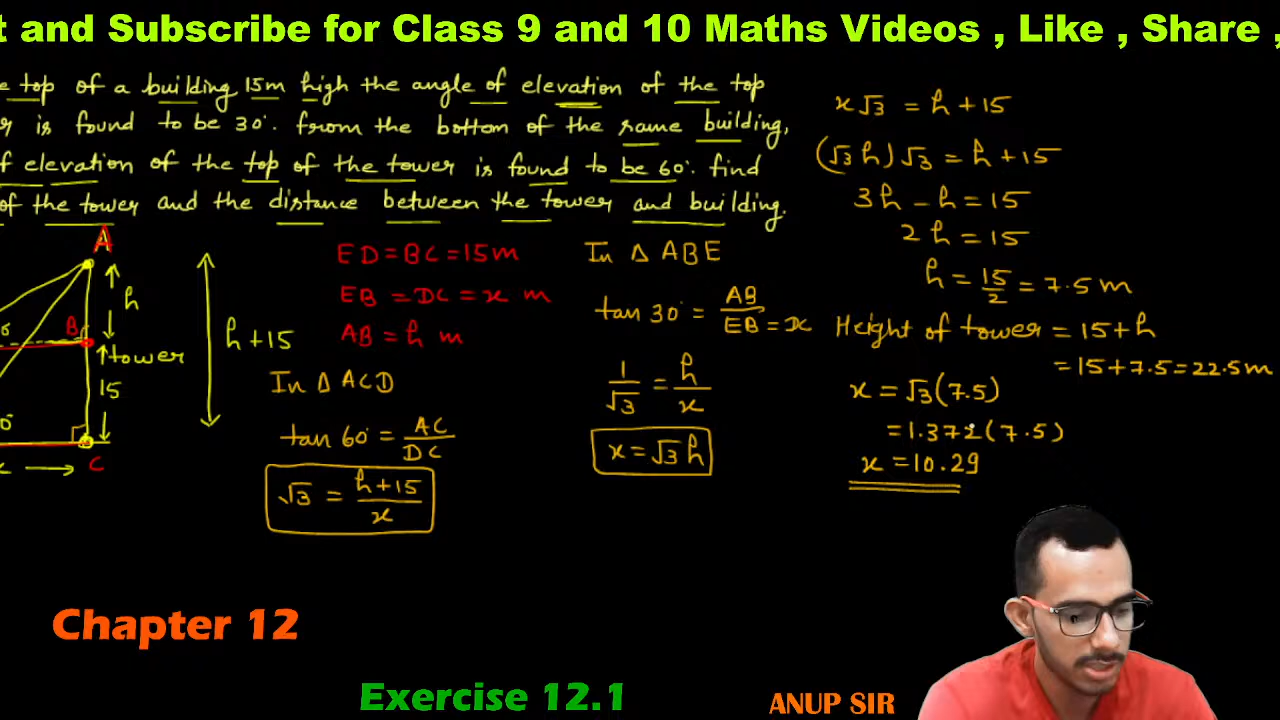 t and Subscribe for Class 9 and 10 Maths Videos , Like , Share ,
e top of a building 15m high the angle of elevation of the top
r is found to be 30°. from the bottom of the same building,
f elevation of the top of the tower is found to be 60°. find
of the tower and the distance between the tower and building.
A
h
B
tower
15
C
x
h+15
ED = BC = 15m
EB = DC = x m
AB = h m
In △ ACD
tan 60° = AC/DC
√3 = (h+15)/x
In △ ABE
tan 30° = AB/EB = x
1/√3 = h/x
x = √3 h
x√3 = h + 15
(√3 h)√3 = h + 15
3h - h = 15
2h = 15
h = 15/2 = 7.5 m
Height of tower = 15 + h
= 15 + 7.5 = 22.5 m
x = √3(7.5)
= 1.372(7.5)
x = 10.29
Chapter 12
Exercise 12.1
ANUP SIR